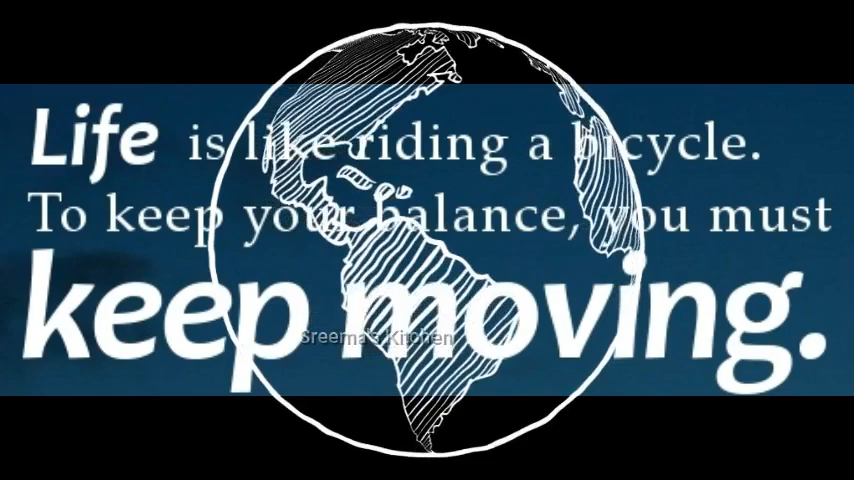 Life is like riding a bicycle.
To keep your balance, you must
keep moving.
Sreema's Kitchen